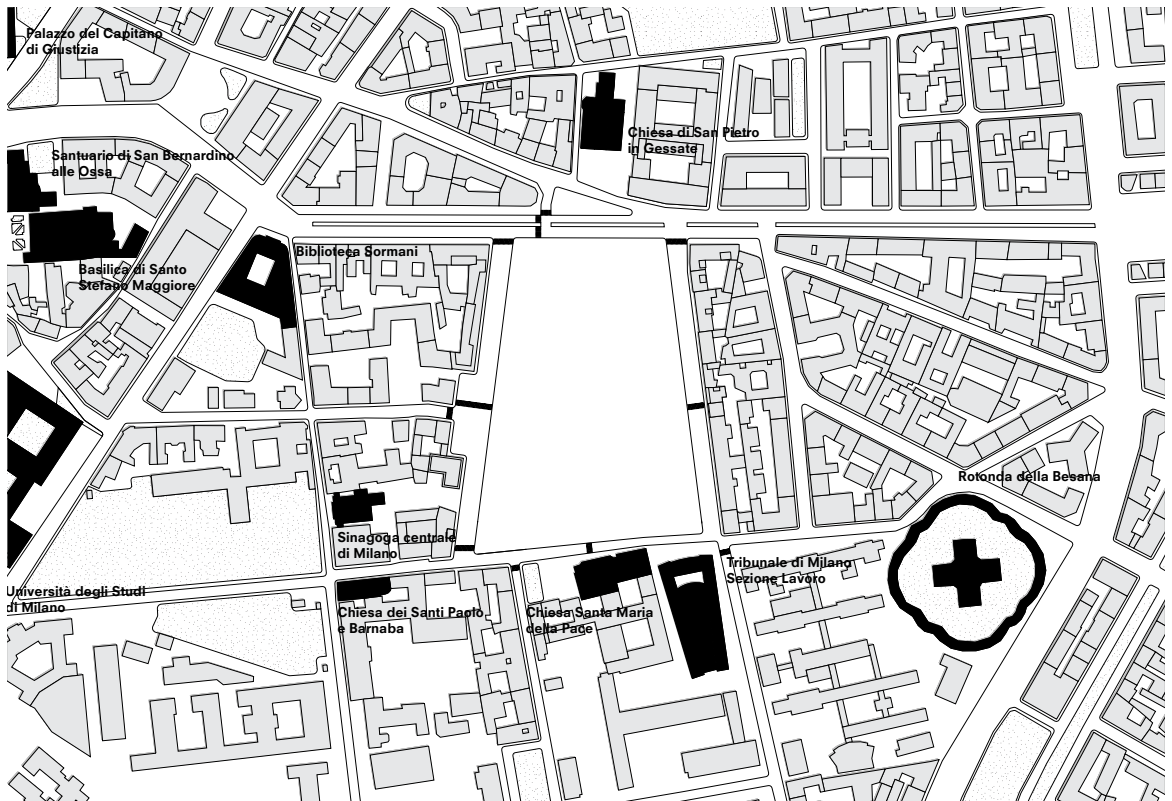 Palazzo del Capitano
di Giustizia
Chiesa di San Pietro
in Gessate
Santuario di San Bernardino
alle Ossa
Biblioteca Sormani
Basilica di Santo
Stefano Maggiore
Rotonda della Besana
Sinagoga centrale
di Milano
Tribunale di Milano
Sezione Lavoro
Università degli Studi
di Milano
Chiesa dei Santi Paolo
e Barnaba
Chiesa Santa Maria
della Pace